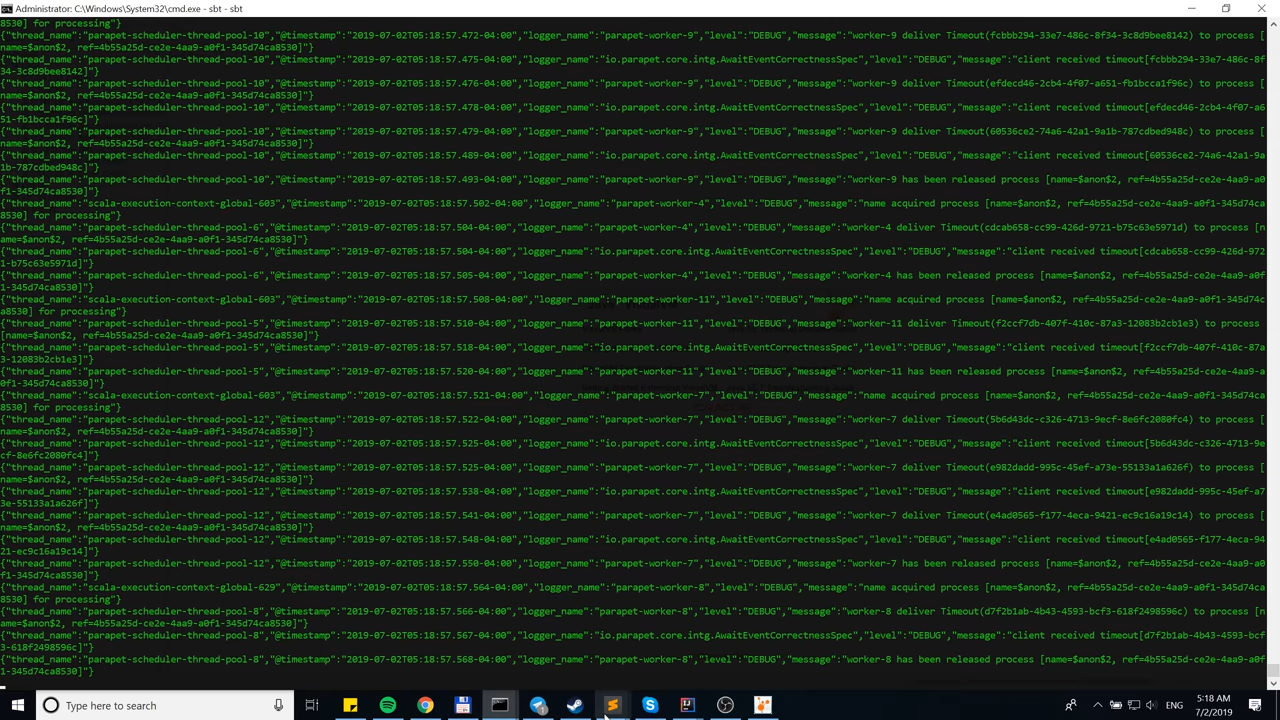 Administrator: C:\Windows\System32\cmd.exe - sbt - sbt
8530] for processing"}
{"thread_name":"parapet-scheduler-thread-pool-10","@timestamp":"2019-07-02T05:18:57.472-04:00","logger_name":"parapet-worker-9","level":"DEBUG","message":"worker-9 deliver Timeout(fcbbb294-33e7-486c-8f34-3c8d9bee8142) to process [
name=$anon$2, ref=4b55a25d-ce2e-4aa9-a0f1-345d74ca8530]"}
{"thread_name":"parapet-scheduler-thread-pool-10","@timestamp":"2019-07-02T05:18:57.475-04:00","logger_name":"io.parapet.core.intg.AwaitEventCorrectnessSpec","level":"DEBUG","message":"client received timeout[fcbbb294-33e7-486c-8f
34-3c8d9bee8142]"}
{"thread_name":"parapet-scheduler-thread-pool-10","@timestamp":"2019-07-02T05:18:57.478-04:00","logger_name":"parapet-worker-9","level":"DEBUG","message":"worker-9 deliver Timeout(efdecd46-2cb4-4f07-a651-fb1bcca1f96c) to process [
name=$anon$2, ref=4b55a25d-ce2e-4aa9-a0f1-345d74ca8530]"}
{"thread_name":"parapet-scheduler-thread-pool-10","@timestamp":"2019-07-02T05:18:57.478-04:00","logger_name":"io.parapet.core.intg.AwaitEventCorrectnessSpec","level":"DEBUG","message":"client received timeout[efdecd46-2cb4-4f07-a6
51-fb1bcca1f96c]"}
{"thread_name":"parapet-scheduler-thread-pool-10","@timestamp":"2019-07-02T05:18:57.479-04:00","logger_name":"parapet-worker-9","level":"DEBUG","message":"worker-9 deliver Timeout(60536ce2-74a6-42a1-9a1b-787cdbed948c) to process [
name=$anon$2, ref=4b55a25d-ce2e-4aa9-a0f1-345d74ca8530]"}
{"thread_name":"parapet-scheduler-thread-pool-10","@timestamp":"2019-07-02T05:18:57.489-04:00","logger_name":"io.parapet.core.intg.AwaitEventCorrectnessSpec","level":"DEBUG","message":"client received timeout[60536ce2-74a6-42a1-9a
1b-787cdbed948c]"}
{"thread_name":"parapet-scheduler-thread-pool-10","@timestamp":"2019-07-02T05:18:57.493-04:00","logger_name":"parapet-worker-9","level":"DEBUG","message":"worker-9 has been released process [name=$anon$2, ref=4b55a25d-ce2e-4aa9-a0
f1-345d74ca8530]"}
{"thread_name":"scala-execution-context-global-603","@timestamp":"2019-07-02T05:18:57.502-04:00","logger_name":"parapet-worker-4","level":"DEBUG","message":"name acquired process [name=$anon$2, ref=4b55a25d-ce2e-4aa9-a0f1-345d74ca
8530] for processing"}
{"thread_name":"parapet-scheduler-thread-pool-6","@timestamp":"2019-07-02T05:18:57.504-04:00","logger_name":"parapet-worker-4","level":"DEBUG","message":"worker-4 deliver Timeout(cdcab658-cc99-426d-9721-b75c63e5971d) to process [n
ame=$anon$2, ref=4b55a25d-ce2e-4aa9-a0f1-345d74ca8530]"}
{"thread_name":"parapet-scheduler-thread-pool-6","@timestamp":"2019-07-02T05:18:57.504-04:00","logger_name":"io.parapet.core.intg.AwaitEventCorrectnessSpec","level":"DEBUG","message":"client received timeout[cdcab658-cc99-426d-972
1-b75c63e5971d]"}
{"thread_name":"parapet-scheduler-thread-pool-6","@timestamp":"2019-07-02T05:18:57.505-04:00","logger_name":"parapet-worker-4","level":"DEBUG","message":"worker-4 has been released process [name=$anon$2, ref=4b55a25d-ce2e-4aa9-a0f
1-345d74ca8530]"}
{"thread_name":"scala-execution-context-global-603","@timestamp":"2019-07-02T05:18:57.508-04:00","logger_name":"parapet-worker-11","level":"DEBUG","message":"name acquired process [name=$anon$2, ref=4b55a25d-ce2e-4aa9-a0f1-345d74c
a8530] for processing"}
{"thread_name":"parapet-scheduler-thread-pool-5","@timestamp":"2019-07-02T05:18:57.510-04:00","logger_name":"parapet-worker-11","level":"DEBUG","message":"worker-11 deliver Timeout(f2ccf7db-407f-410c-87a3-12083b2cb1e3) to process
[name=$anon$2, ref=4b55a25d-ce2e-4aa9-a0f1-345d74ca8530]"}
{"thread_name":"parapet-scheduler-thread-pool-5","@timestamp":"2019-07-02T05:18:57.518-04:00","logger_name":"io.parapet.core.intg.AwaitEventCorrectnessSpec","level":"DEBUG","message":"client received timeout[f2ccf7db-407f-410c-87a
3-12083b2cb1e3]"}
{"thread_name":"parapet-scheduler-thread-pool-5","@timestamp":"2019-07-02T05:18:57.520-04:00","logger_name":"parapet-worker-11","level":"DEBUG","message":"worker-11 has been released process [name=$anon$2, ref=4b55a25d-ce2e-4aa9-a
0f1-345d74ca8530]"}
{"thread_name":"scala-execution-context-global-603","@timestamp":"2019-07-02T05:18:57.521-04:00","logger_name":"parapet-worker-7","level":"DEBUG","message":"name acquired process [name=$anon$2, ref=4b55a25d-ce2e-4aa9-a0f1-345d74ca
8530] for processing"}
{"thread_name":"parapet-scheduler-thread-pool-12","@timestamp":"2019-07-02T05:18:57.522-04:00","logger_name":"parapet-worker-7","level":"DEBUG","message":"worker-7 deliver Timeout(5b6d43dc-c326-4713-9ecf-8e6fc2080fc4) to process [
name=$anon$2, ref=4b55a25d-ce2e-4aa9-a0f1-345d74ca8530]"}
{"thread_name":"parapet-scheduler-thread-pool-12","@timestamp":"2019-07-02T05:18:57.525-04:00","logger_name":"io.parapet.core.intg.AwaitEventCorrectnessSpec","level":"DEBUG","message":"client received timeout[5b6d43dc-c326-4713-9e
cf-8e6fc2080fc4]"}
{"thread_name":"parapet-scheduler-thread-pool-12","@timestamp":"2019-07-02T05:18:57.525-04:00","logger_name":"parapet-worker-7","level":"DEBUG","message":"worker-7 deliver Timeout(e982dadd-995c-45ef-a73e-55133a1a626f) to process [
name=$anon$2, ref=4b55a25d-ce2e-4aa9-a0f1-345d74ca8530]"}
{"thread_name":"parapet-scheduler-thread-pool-12","@timestamp":"2019-07-02T05:18:57.538-04:00","logger_name":"io.parapet.core.intg.AwaitEventCorrectnessSpec","level":"DEBUG","message":"client received timeout[e982dadd-995c-45ef-a7
3e-55133a1a626f]"}
{"thread_name":"parapet-scheduler-thread-pool-12","@timestamp":"2019-07-02T05:18:57.541-04:00","logger_name":"parapet-worker-7","level":"DEBUG","message":"worker-7 deliver Timeout(e4ad0565-f177-4eca-9421-ec9c16a19c14) to process [
name=$anon$2, ref=4b55a25d-ce2e-4aa9-a0f1-345d74ca8530]"}
{"thread_name":"parapet-scheduler-thread-pool-12","@timestamp":"2019-07-02T05:18:57.548-04:00","logger_name":"io.parapet.core.intg.AwaitEventCorrectnessSpec","level":"DEBUG","message":"client received timeout[e4ad0565-f177-4eca-94
21-ec9c16a19c14]"}
{"thread_name":"parapet-scheduler-thread-pool-12","@timestamp":"2019-07-02T05:18:57.550-04:00","logger_name":"parapet-worker-7","level":"DEBUG","message":"worker-7 has been released process [name=$anon$2, ref=4b55a25d-ce2e-4aa9-a0
f1-345d74ca8530]"}
{"thread_name":"scala-execution-context-global-629","@timestamp":"2019-07-02T05:18:57.564-04:00","logger_name":"parapet-worker-8","level":"DEBUG","message":"name acquired process [name=$anon$2, ref=4b55a25d-ce2e-4aa9-a0f1-345d74ca
8530] for processing"}
{"thread_name":"parapet-scheduler-thread-pool-8","@timestamp":"2019-07-02T05:18:57.566-04:00","logger_name":"parapet-worker-8","level":"DEBUG","message":"worker-8 deliver Timeout(d7f2b1ab-4b43-4593-bcf3-618f2498596c) to process [n
ame=$anon$2, ref=4b55a25d-ce2e-4aa9-a0f1-345d74ca8530]"}
{"thread_name":"parapet-scheduler-thread-pool-8","@timestamp":"2019-07-02T05:18:57.567-04:00","logger_name":"io.parapet.core.intg.AwaitEventCorrectnessSpec","level":"DEBUG","message":"client received timeout[d7f2b1ab-4b43-4593-bcf
3-618f2498596c]"}
{"thread_name":"parapet-scheduler-thread-pool-8","@timestamp":"2019-07-02T05:18:57.568-04:00","logger_name":"parapet-worker-8","level":"DEBUG","message":"worker-8 has been released process [name=$anon$2, ref=4b55a25d-ce2e-4aa9-a0f
1-345d74ca8530]"}
Type here to search
ENG
5:18 AM
7/2/2019